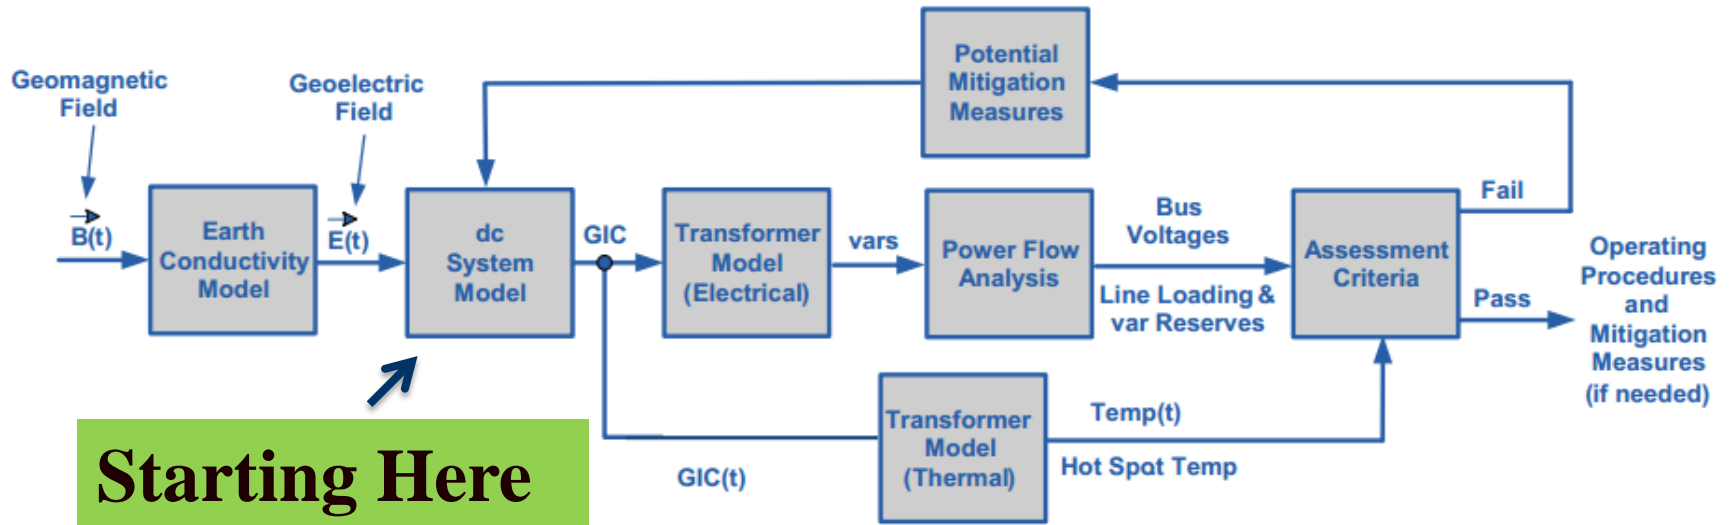 Geomagnetic
Field
Geoelectric
Field
Potential
Mitigation
Measures
B(t)
Earth
Conductivity
Model
E(t)
dc
System
Model
GIC
Transformer
Model
(Electrical)
vars
Power Flow
Analysis
Bus
Voltages
Line Loading &
var Reserves
Assessment
Criteria
Fail
Pass
Operating
Procedures
and
Mitigation
Measures
(if needed)
Starting Here
GIC(t)
Transformer
Model
(Thermal)
Temp(t)
Hot Spot Temp